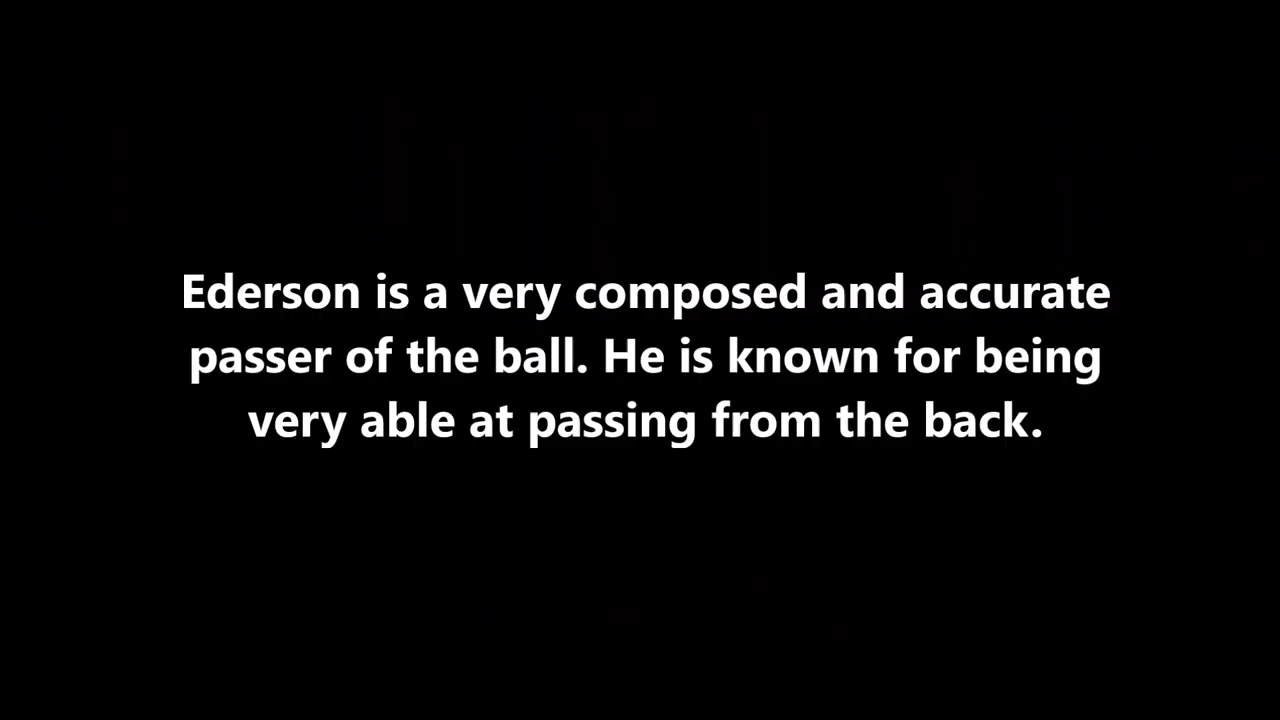 Ederson is a very composed and accurate
passer of the ball. He is known for being
very able at passing from the back.